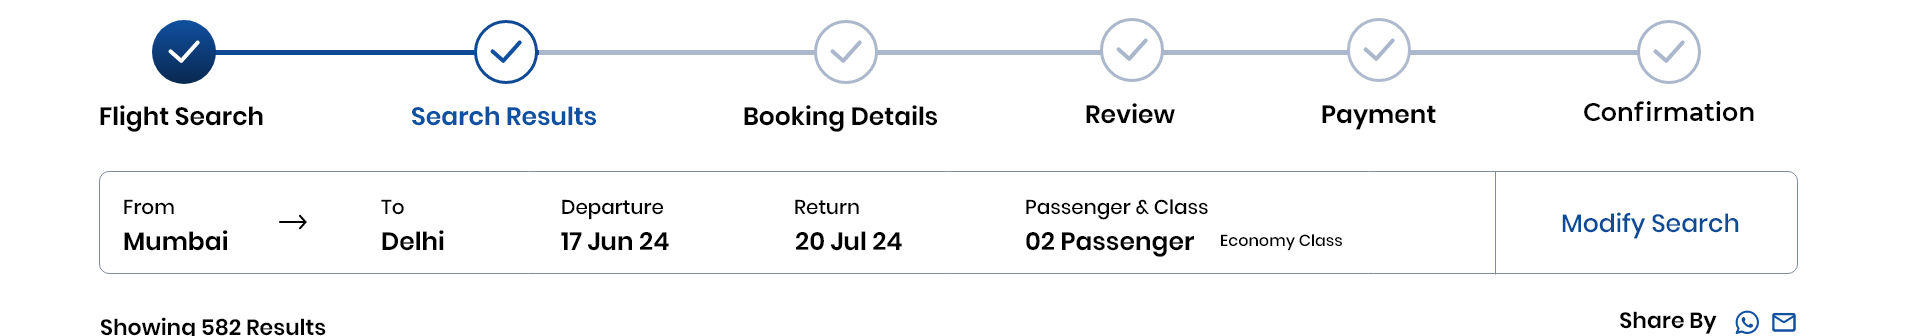 Flight Search Search Results Booking Details Review Payment Confirmation
From To Departure Return Passenger & Class
Mumbai Delhi 17 Jun 24 20 Jul 24 02 Passenger Economy Class
Modify Search
Showing 582 Results Share By